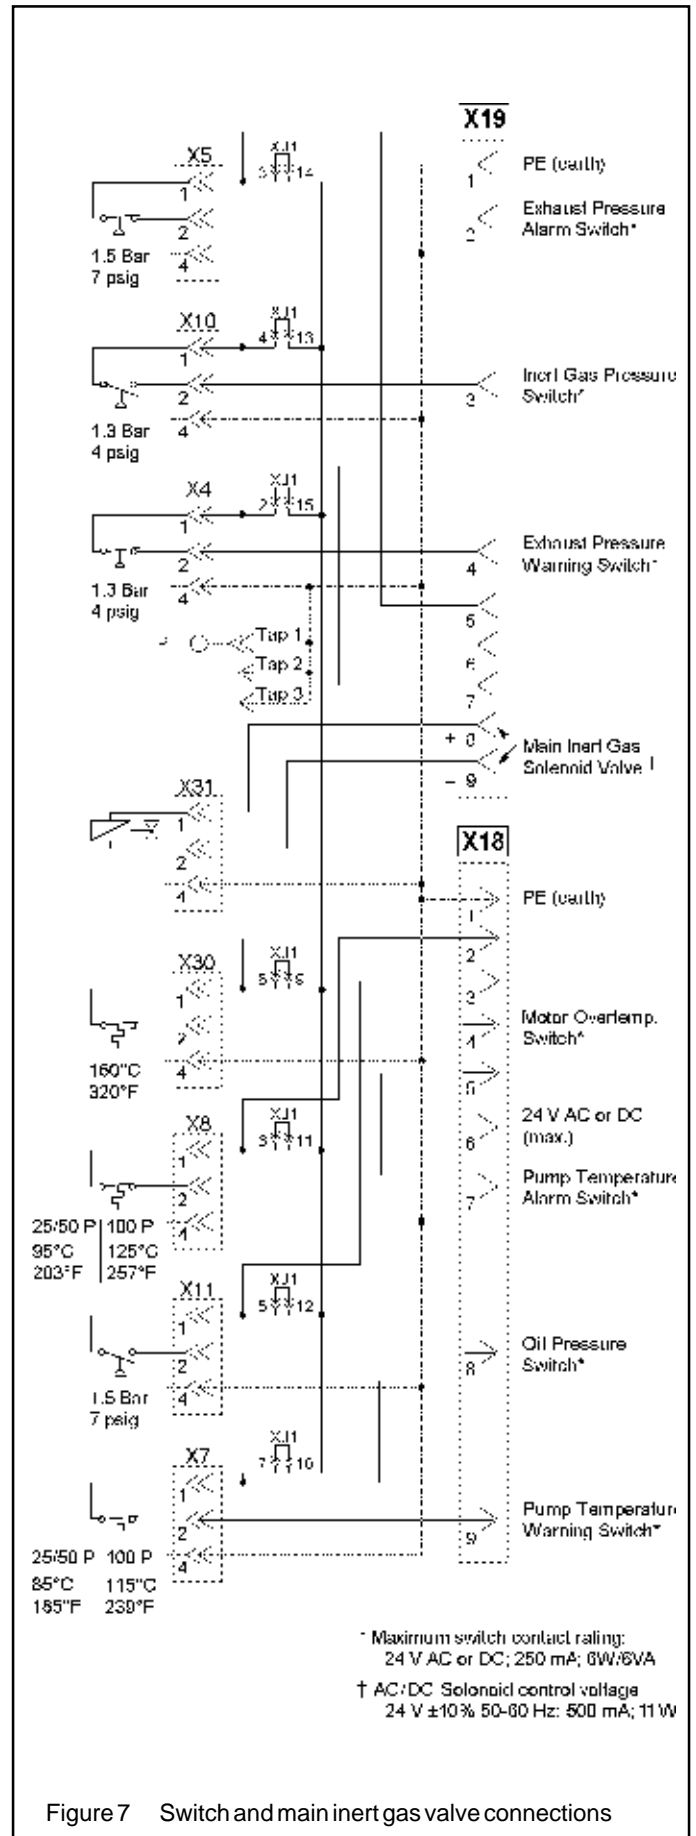 X19
X5
XJ1
3 14
1
PE (earth)
1
2
Exhaust Pressure
Alarm Switch*
2
1.5 Bar
7 psig
4
X10
XJ1
4 13
1
2
Inert Gas Pressure
Switch*
3
1.3 Bar
4 psig
4
X4
XJ1
2 15
1
2
Exhaust Pressure
Warning Switch*
4
1.3 Bar
4 psig
4
5
Tap 1
6
Tap 2
7
Tap 3
+ 8
Main Inert Gas
Solenoid Valve †
- 9
X31
1
2
4
X18
PE (earth)
1
2
X30
XJ1
1
3
2
Motor Overtemp.
Switch*
4
160°C
320°F
4
5
X8
XJ1
11
1
24 V AC or DC
(max.)
6
2
Pump Temperature
Alarm Switch*
7
4
25/50 P 100 P
95°C 125°C
203°F 257°F
X11
XJ1
5 12
1
2
Oil Pressure
Switch*
8
4
1.5 Bar
7 psig
X7
XJ1
7 10
1
2
Pump Temperature
Warning Switch*
9
25/50 P 100 P
4
85°C 115°C
185°F 239°F
* Maximum switch contact rating:
24 V AC or DC; 250 mA; 6W/6VA
† AC/DC Solenoid control voltage
24 V ±10% 50-60 Hz: 500 mA; 11 W
Figure 7 Switch and main inert gas valve connections